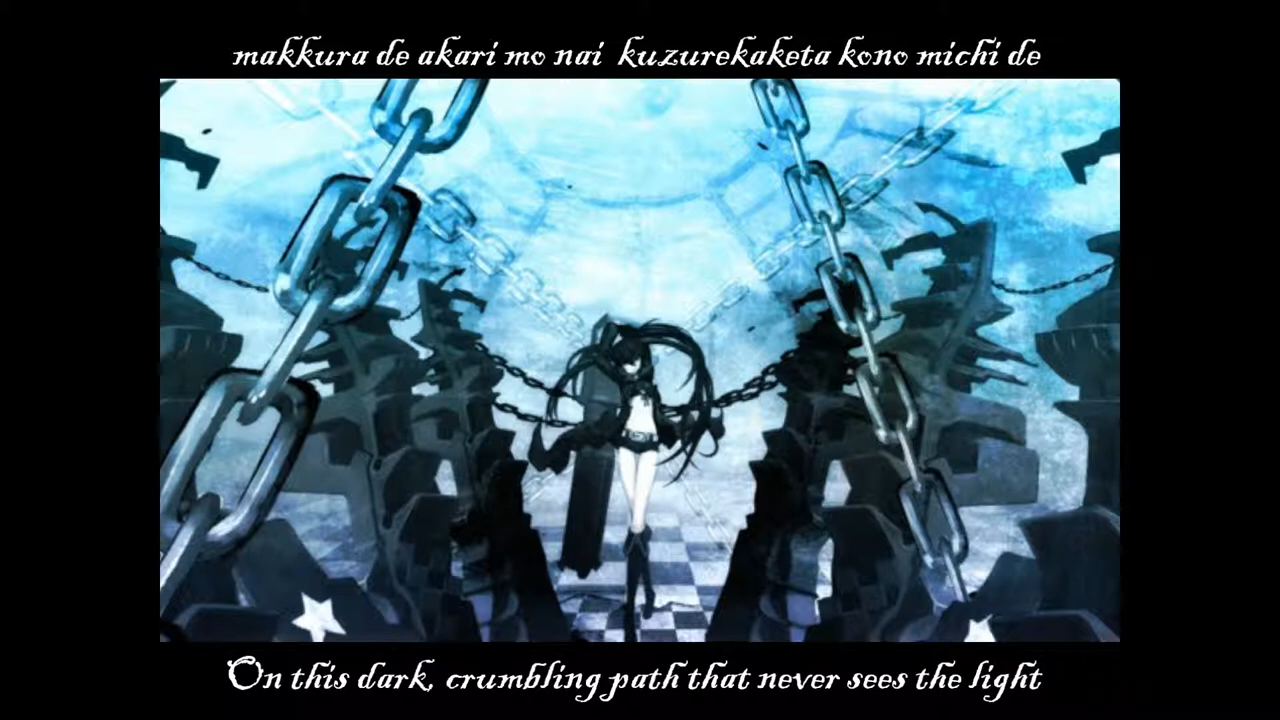 makkura de akari mo nai kuzurekaketa kono michi de
On this dark, crumbling path that never sees the light